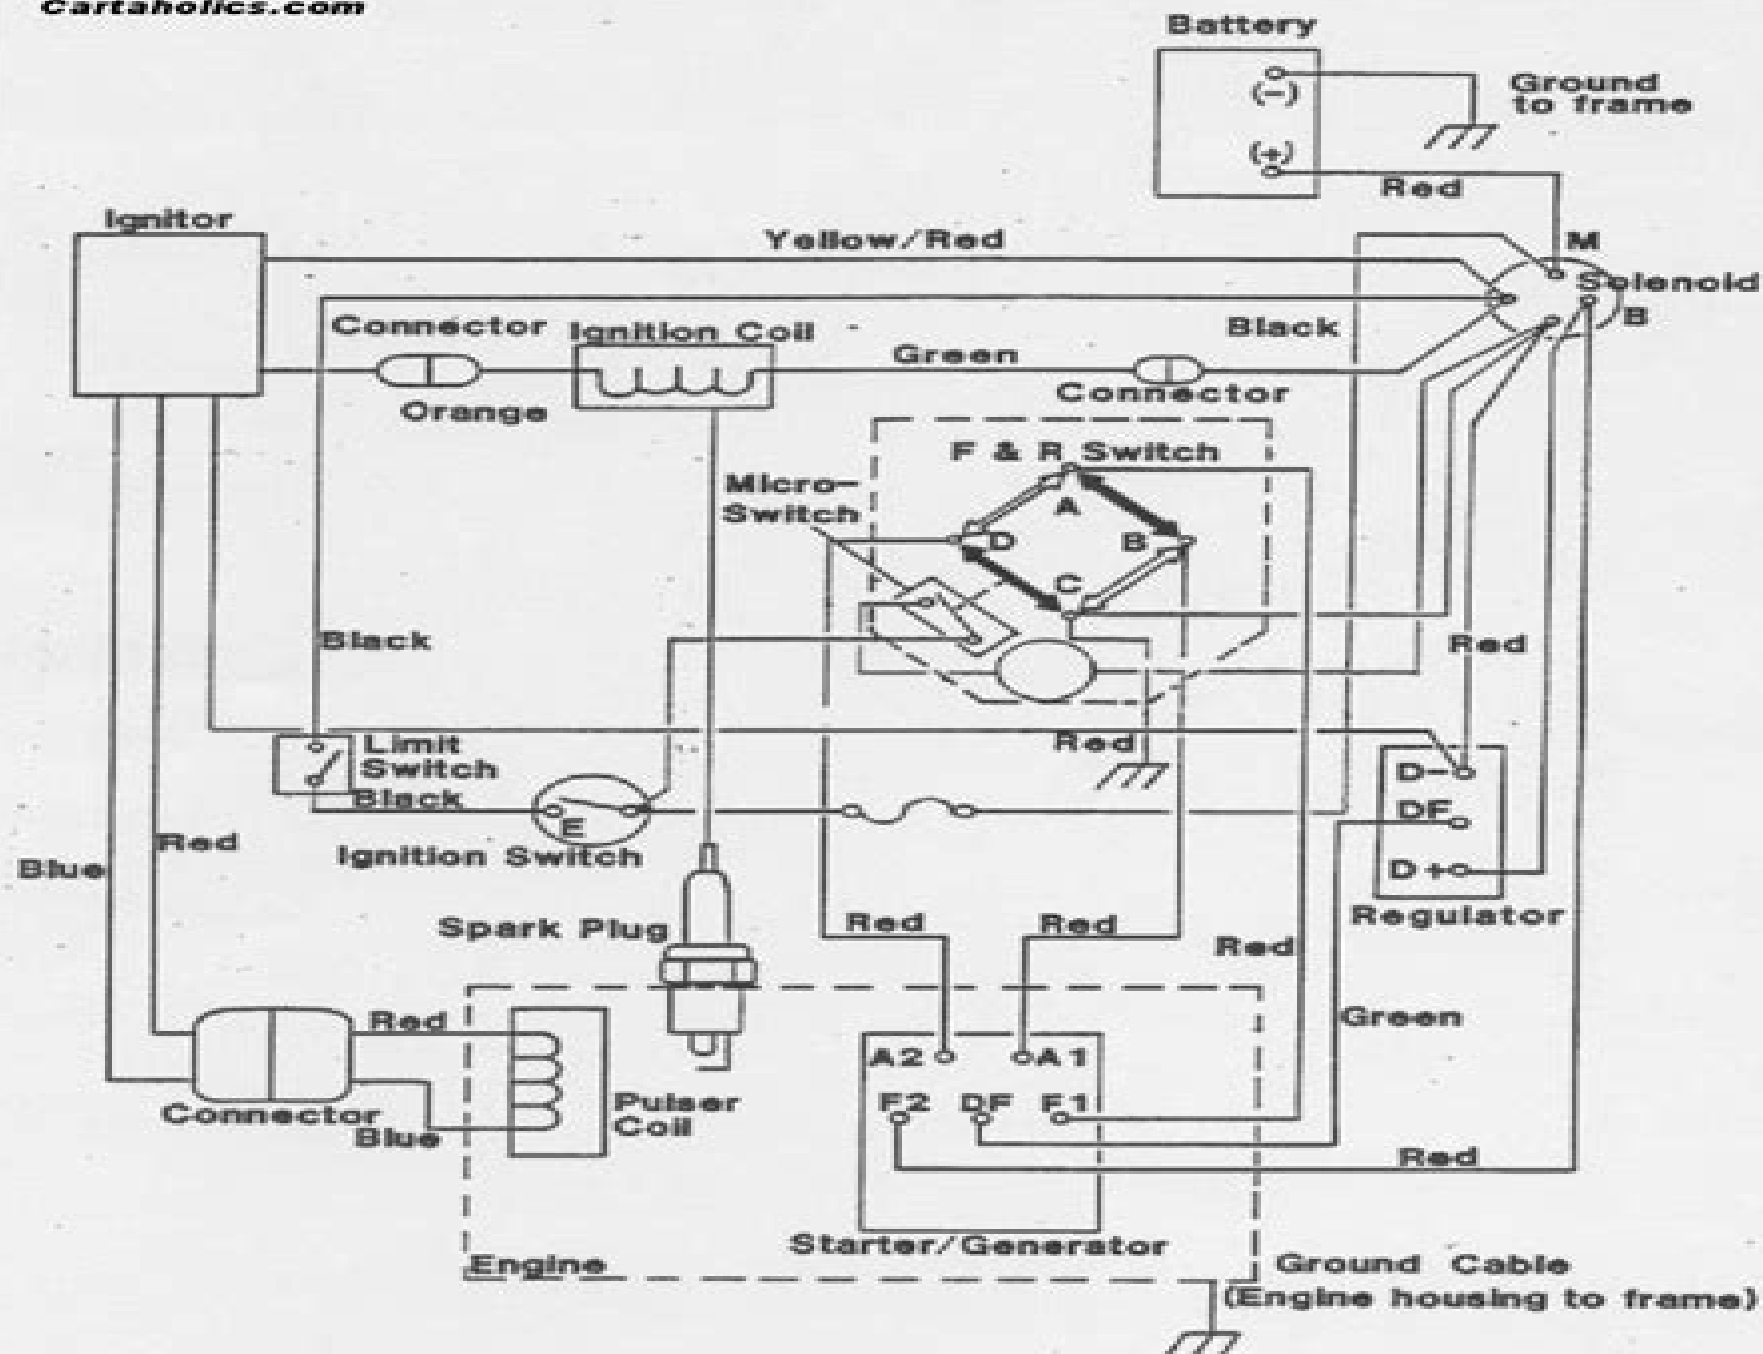 Cartaholics.com
Battery
(-)
Ground
to frame
(+)
Red
Ignitor
Yellow/Red
M
Solenoid
B
Connector
Ignition Coil
Black
Green
Orange
Connector
F & R Switch
Micro-
Switch
A
D
B
C
Black
Red
Limit
Switch
Red
D-
Black
DF
E
Ignition Switch
Red
Blue
D+
Regulator
Spark Plug
Red
Red
Red
Red
Green
A2
A1
Connector
Blue
Pulser
Coil
F2
DF
F1
Red
Starter/Generator
Engine
Ground Cable
(Engine housing to frame)